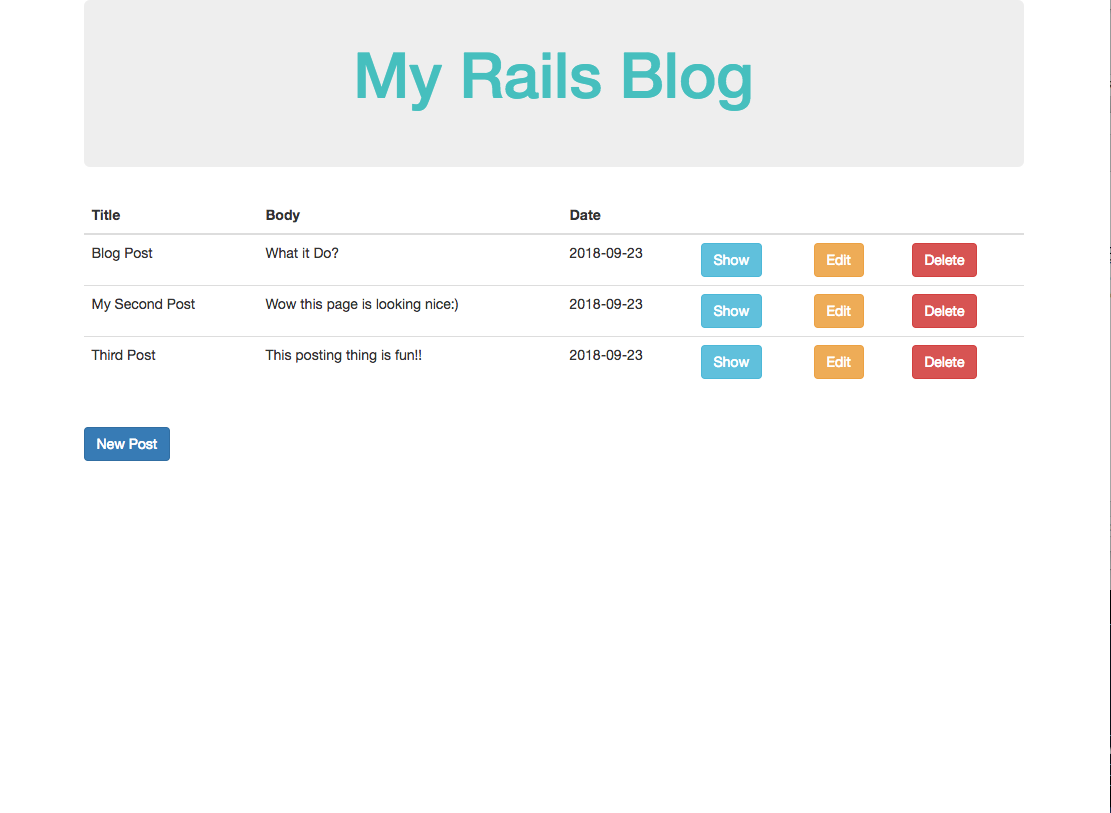 My Rails Blog
Title Body Date
Blog Post What it Do? 2018-09-23 Show Edit Delete
My Second Post Wow this page is looking nice:) 2018-09-23 Show Edit Delete
Third Post This posting thing is fun!! 2018-09-23 Show Edit Delete
New Post